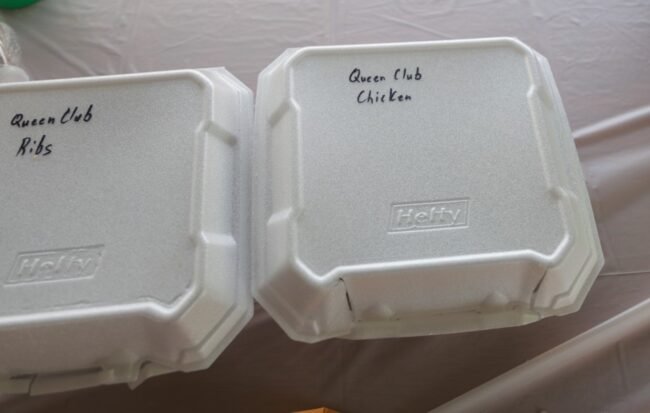 Queen Club
Ribs
Hefty
Queen Club
Chicken
Hefty